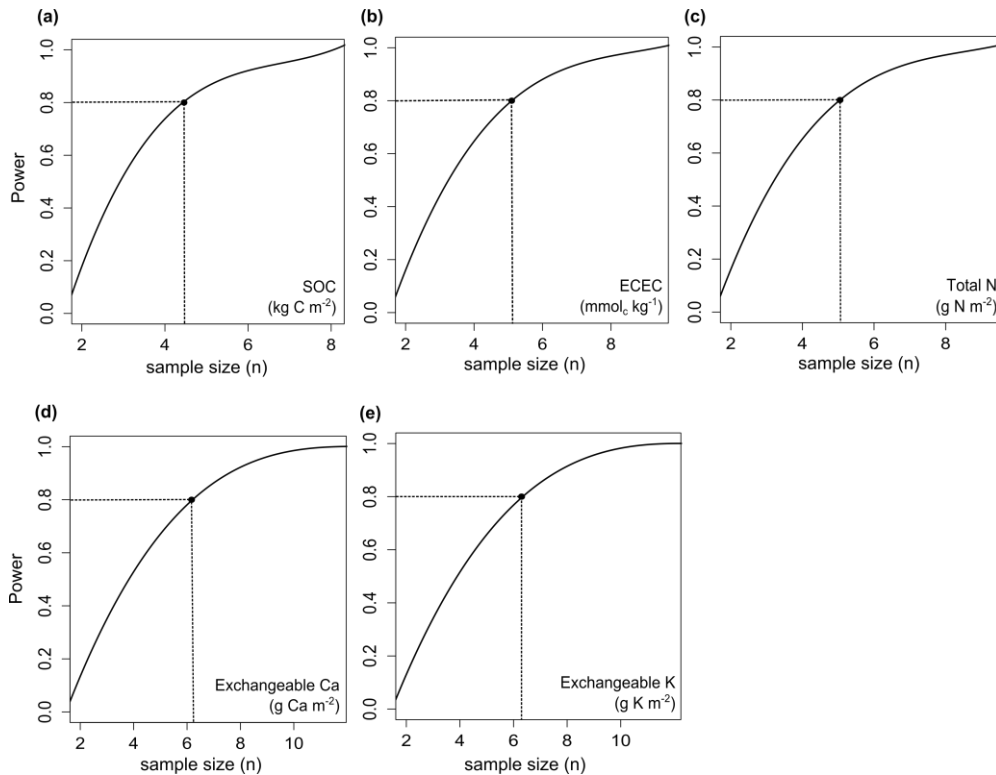 (a)
1.0
0.8
0.6
0.4
0.2
0.0
Power
SOC
(kg C m⁻²)
2 4 6 8
sample size (n)
(b)
1.0
0.8
0.6
0.4
0.2
0.0
ECEC
(mmol꜀ kg⁻¹)
2 4 6 8
sample size (n)
(c)
1.0
0.8
0.6
0.4
0.2
0.0
Total N
(g N m⁻²)
2 4 6 8
sample size (n)
(d)
1.0
0.8
0.6
0.4
0.2
0.0
Power
Exchangeable Ca
(g Ca m⁻²)
2 4 6 8 10
sample size (n)
(e)
1.0
0.8
0.6
0.4
0.2
0.0
Exchangeable K
(g K m⁻²)
2 4 6 8 10
sample size (n)